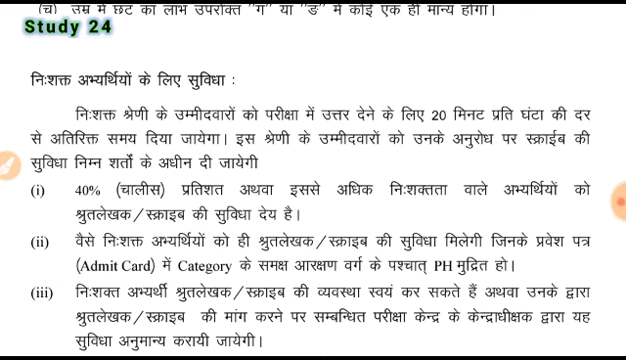 (च) उम्र में छूट का लाभ उपरोक्त "ग" या "ङ" में कोई एक ही मान्य होगा।
Study 24
निःशक्त अभ्यर्थियों के लिए सुविधा :
निःशक्त श्रेणी के उम्मीदवारों को परीक्षा में उत्तर देने के लिए 20 मिनट प्रति घंटा की दर
से अतिरिक्त समय दिया जायेगा। इस श्रेणी के उम्मीदवारों को उनके अनुरोध पर स्क्राईब की
सुविधा निम्न शर्तों के अधीन दी जायेगी
(i) 40% (चालीस) प्रतिशत अथवा इससे अधिक निःशक्तता वाले अभ्यर्थियों को
श्रुतलेखक/स्क्राइब की सुविधा देय है।
(ii) वैसे निःशक्त अभ्यर्थियों को ही श्रुतलेखक/स्क्राइब की सुविधा मिलेगी जिनके प्रवेश पत्र
(Admit Card) में Category के समक्ष आरक्षण वर्ग के पश्चात् PH मुद्रित हो।
(iii) निःशक्त अभ्यर्थी श्रुतलेखक/स्क्राइब की व्यवस्था स्वयं कर सकते हैं अथवा उनके द्वारा
श्रुतलेखक/स्क्राइब की मांग करने पर सम्बन्धित परीक्षा केन्द्र के केन्द्राधीक्षक द्वारा यह
सुविधा अनुमान्य करायी जायेगी।